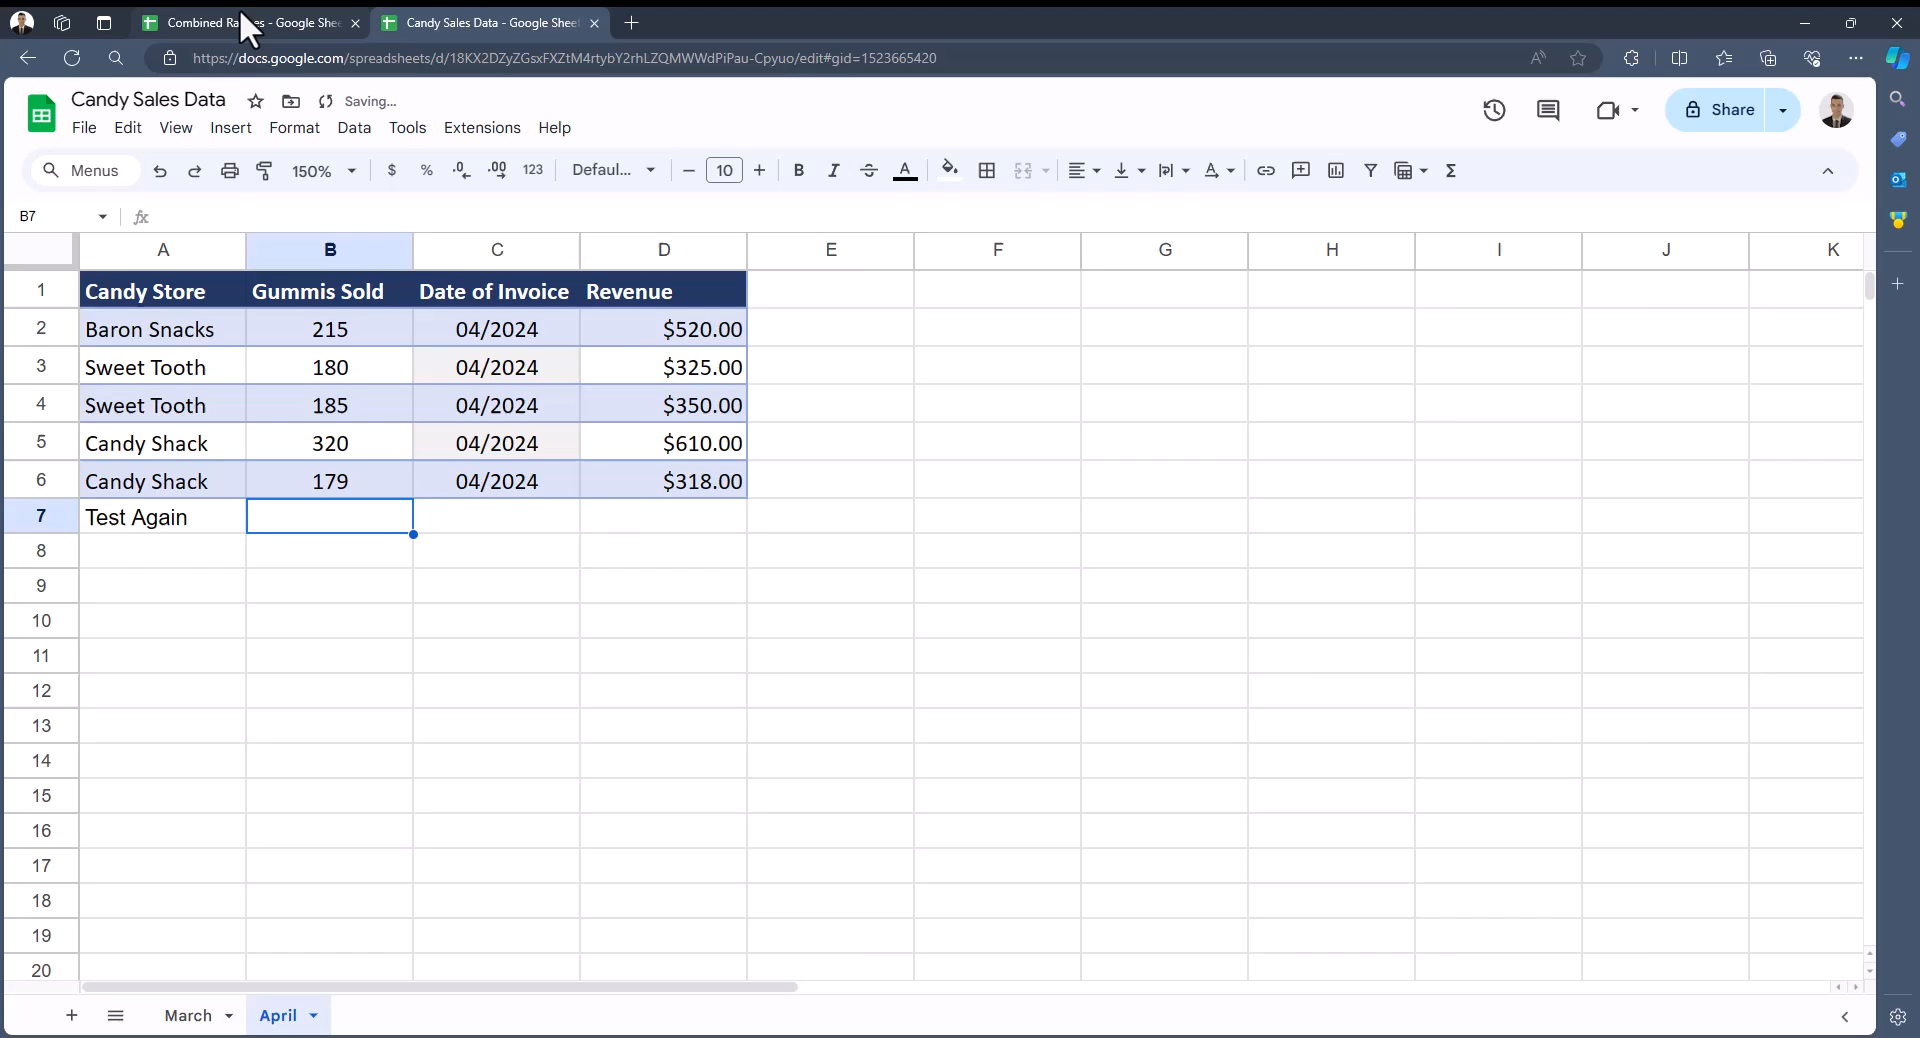 Combined Ra es - Google Shee
Candy Sales Data - Google Shee
https://docs.google.com/spreadsheets/d/18KX2DZyZGsxFXZtM4rtybY2rhLZQMWWdPiPau-Cpyuo/edit#gid=1523665420
Candy Sales Data Saving...
File Edit View Insert Format Data Tools Extensions Help
Share
Menus 150% $ % .0 .00 123 Defaul... 10 B I S A Σ
B7 fx
A B C D E F G H I J K
1 Candy Store Gummis Sold Date of Invoice Revenue
2 Baron Snacks 215 04/2024 $520.00
3 Sweet Tooth 180 04/2024 $325.00
4 Sweet Tooth 185 04/2024 $350.00
5 Candy Shack 320 04/2024 $610.00
6 Candy Shack 179 04/2024 $318.00
7 Test Again
8
9
10
11
12
13
14
15
16
17
18
19
20
March April